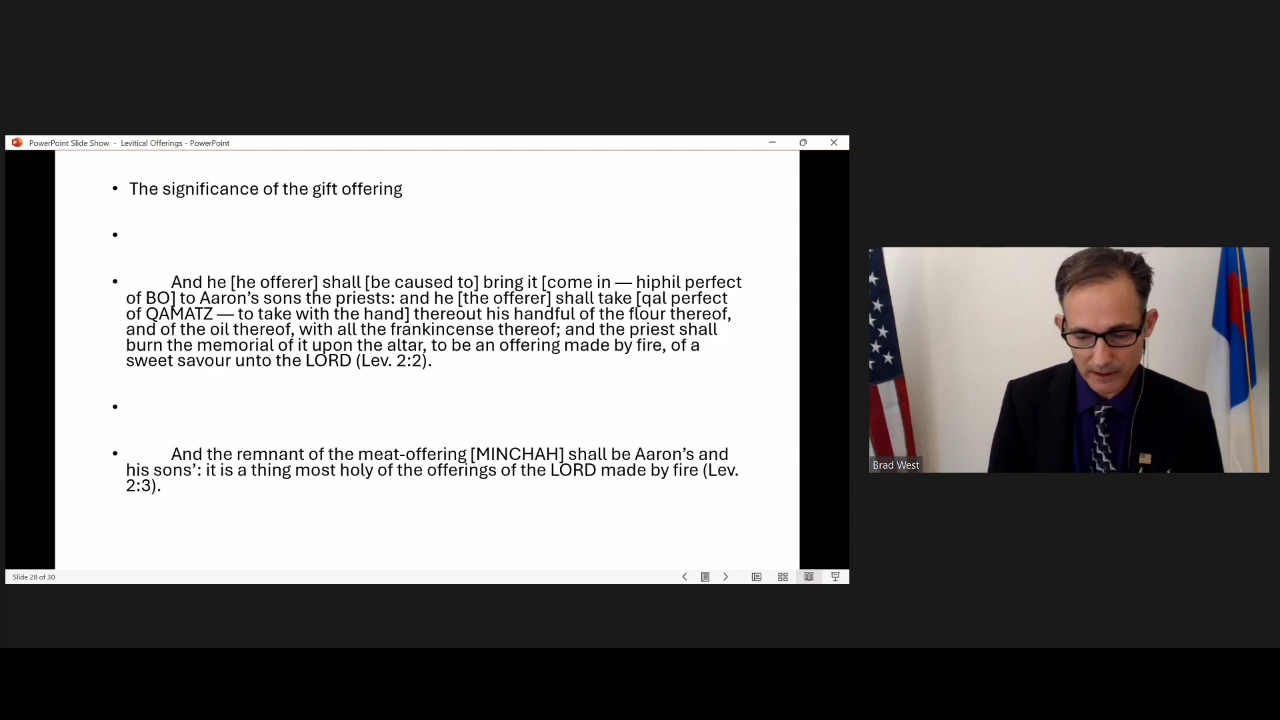 PowerPoint Slide Show - Levitical Offerings - PowerPoint
• The significance of the gift offering
•
• And he [he offerer] shall [be caused to] bring it [come in — hiphil perfect
of BO] to Aaron’s sons the priests: and he [the offerer] shall take [qal perfect
of QAMATZ — to take with the hand] thereout his handful of the flour thereof,
and of the oil thereof, with all the frankincense thereof; and the priest shall
burn the memorial of it upon the altar, to be an offering made by fire, of a
sweet savour unto the LORD (Lev. 2:2).
•
• And the remnant of the meat-offering [MINCHAH] shall be Aaron’s and
his sons’: it is a thing most holy of the offerings of the LORD made by fire (Lev.
2:3).
Slide 28 of 30
Brad West